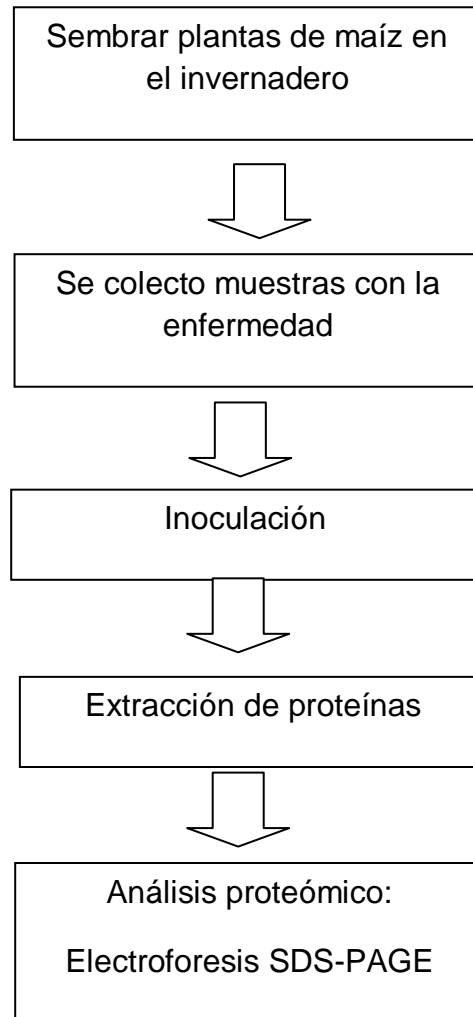 Sembrar plantas de maíz en
el invernadero
Se colecto muestras con la
enfermedad
Inoculación
Extracción de proteínas
Análisis proteómico:
Electroforesis SDS-PAGE